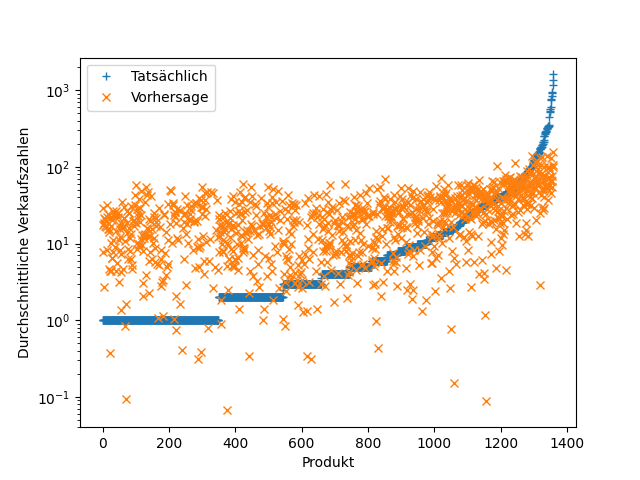 Tatsächlich
Vorhersage
Durchschnittliche Verkaufszahlen
10³
10²
10¹
10⁰
10⁻¹
0 200 400 600 800 1000 1200 1400
Produkt